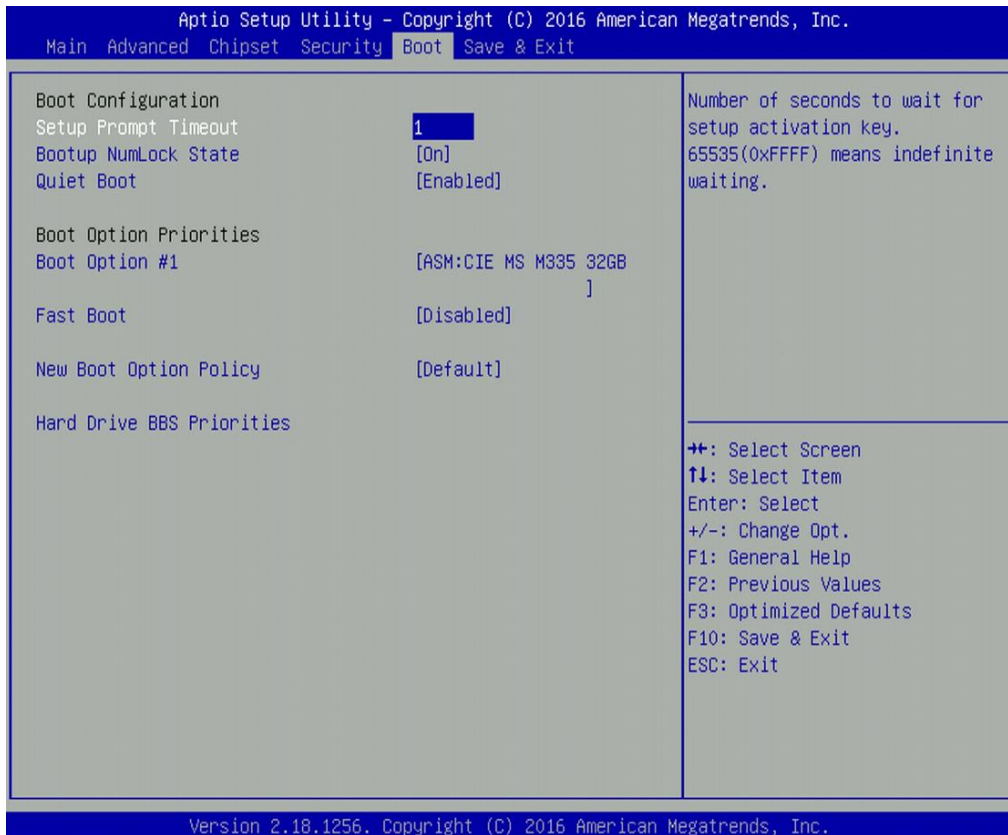 Aptio Setup Utility - Copyright (C) 2016 American Megatrends, Inc.
Main Advanced Chipset Security Boot Save & Exit
Boot Configuration
Setup Prompt Timeout 1
Bootup NumLock State [On]
Quiet Boot [Enabled]
Boot Option Priorities
Boot Option #1 [ASM:CIE MS M335 32GB
]
Fast Boot [Disabled]
New Boot Option Policy [Default]
Hard Drive BBS Priorities
Number of seconds to wait for
setup activation key.
65535(0xFFFF) means indefinite
waiting.
→←: Select Screen
↑↓: Select Item
Enter: Select
+/-: Change Opt.
F1: General Help
F2: Previous Values
F3: Optimized Defaults
F10: Save & Exit
ESC: Exit
Version 2.18.1256. Copyright (C) 2016 American Megatrends, Inc.